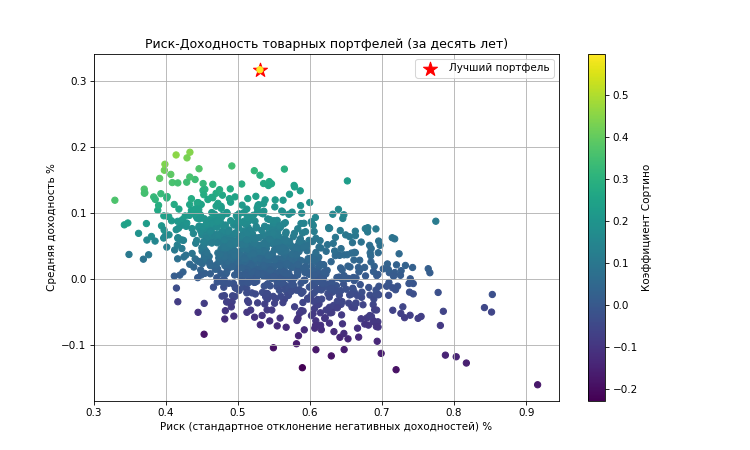 Риск-Доходность товарных портфелей (за десять лет)
Лучший портфель
Средняя доходность %
0.3
0.2
0.1
0.0
−0.1
0.3 0.4 0.5 0.6 0.7 0.8 0.9
Риск (стандартное отклонение негативных доходностей) %
0.5
0.4
0.3
0.2
0.1
0.0
−0.1
−0.2
Коэффициент Сортино